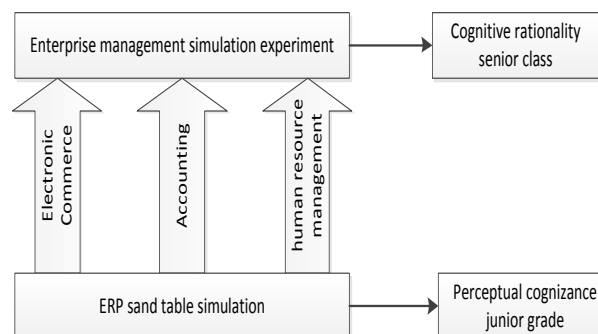 Enterprise management simulation experiment
Cognitive rationality
senior class
Electronic
Commerce
Accounting
human resource
management
ERP sand table simulation
Perceptual cognizance
junior grade